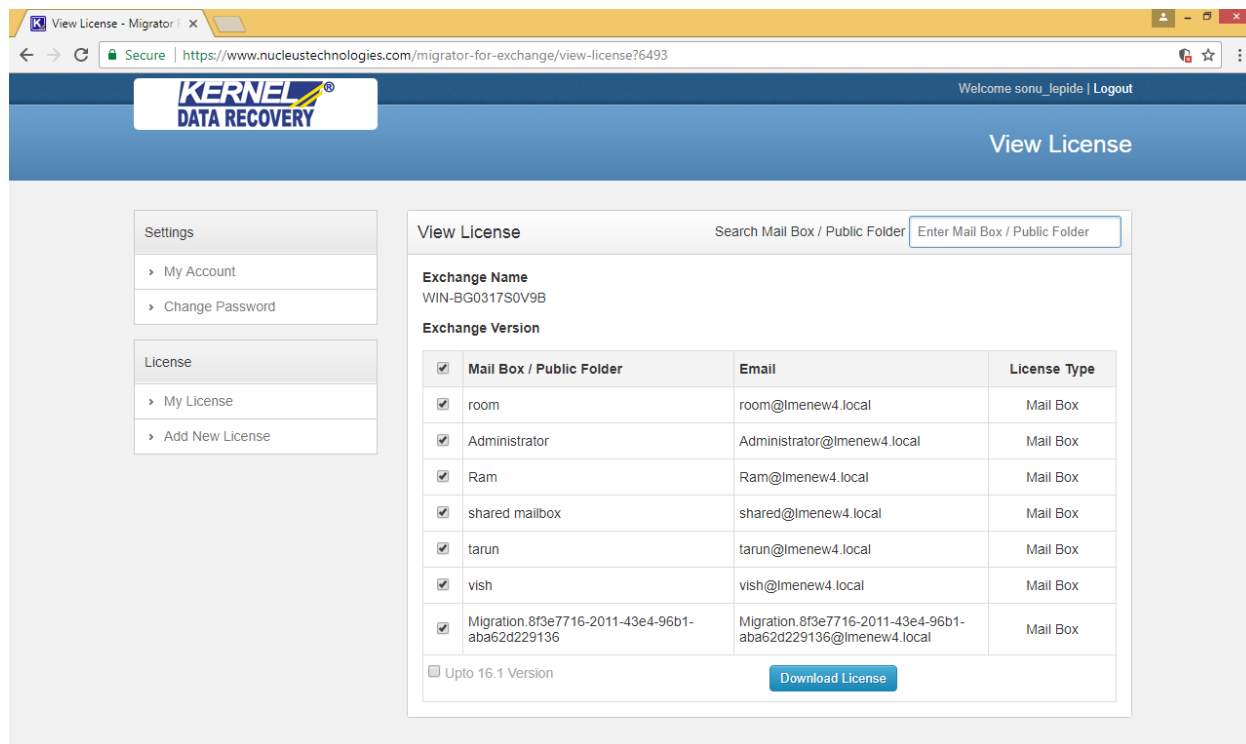 View License - Migrator F
Secure https://www.nucleustechnologies.com/migrator-for-exchange/view-license?6493
KERNEL®
DATA RECOVERY
Welcome sonu_lepide | Logout
View License
Settings
My Account
Change Password
License
My License
Add New License
View License Search Mail Box / Public Folder Enter Mail Box / Public Folder
Exchange Name
WIN-BG0317S0V9B
Exchange Version
Mail Box / Public Folder Email License Type
room room@lmenew4.local Mail Box
Administrator Administrator@lmenew4.local Mail Box
Ram Ram@lmenew4.local Mail Box
shared mailbox shared@lmenew4.local Mail Box
tarun tarun@lmenew4.local Mail Box
vish vish@lmenew4.local Mail Box
Migration.8f3e7716-2011-43e4-96b1- Migration.8f3e7716-2011-43e4-96b1- Mail Box
aba62d229136 aba62d229136@lmenew4.local
Upto 16.1 Version Download License